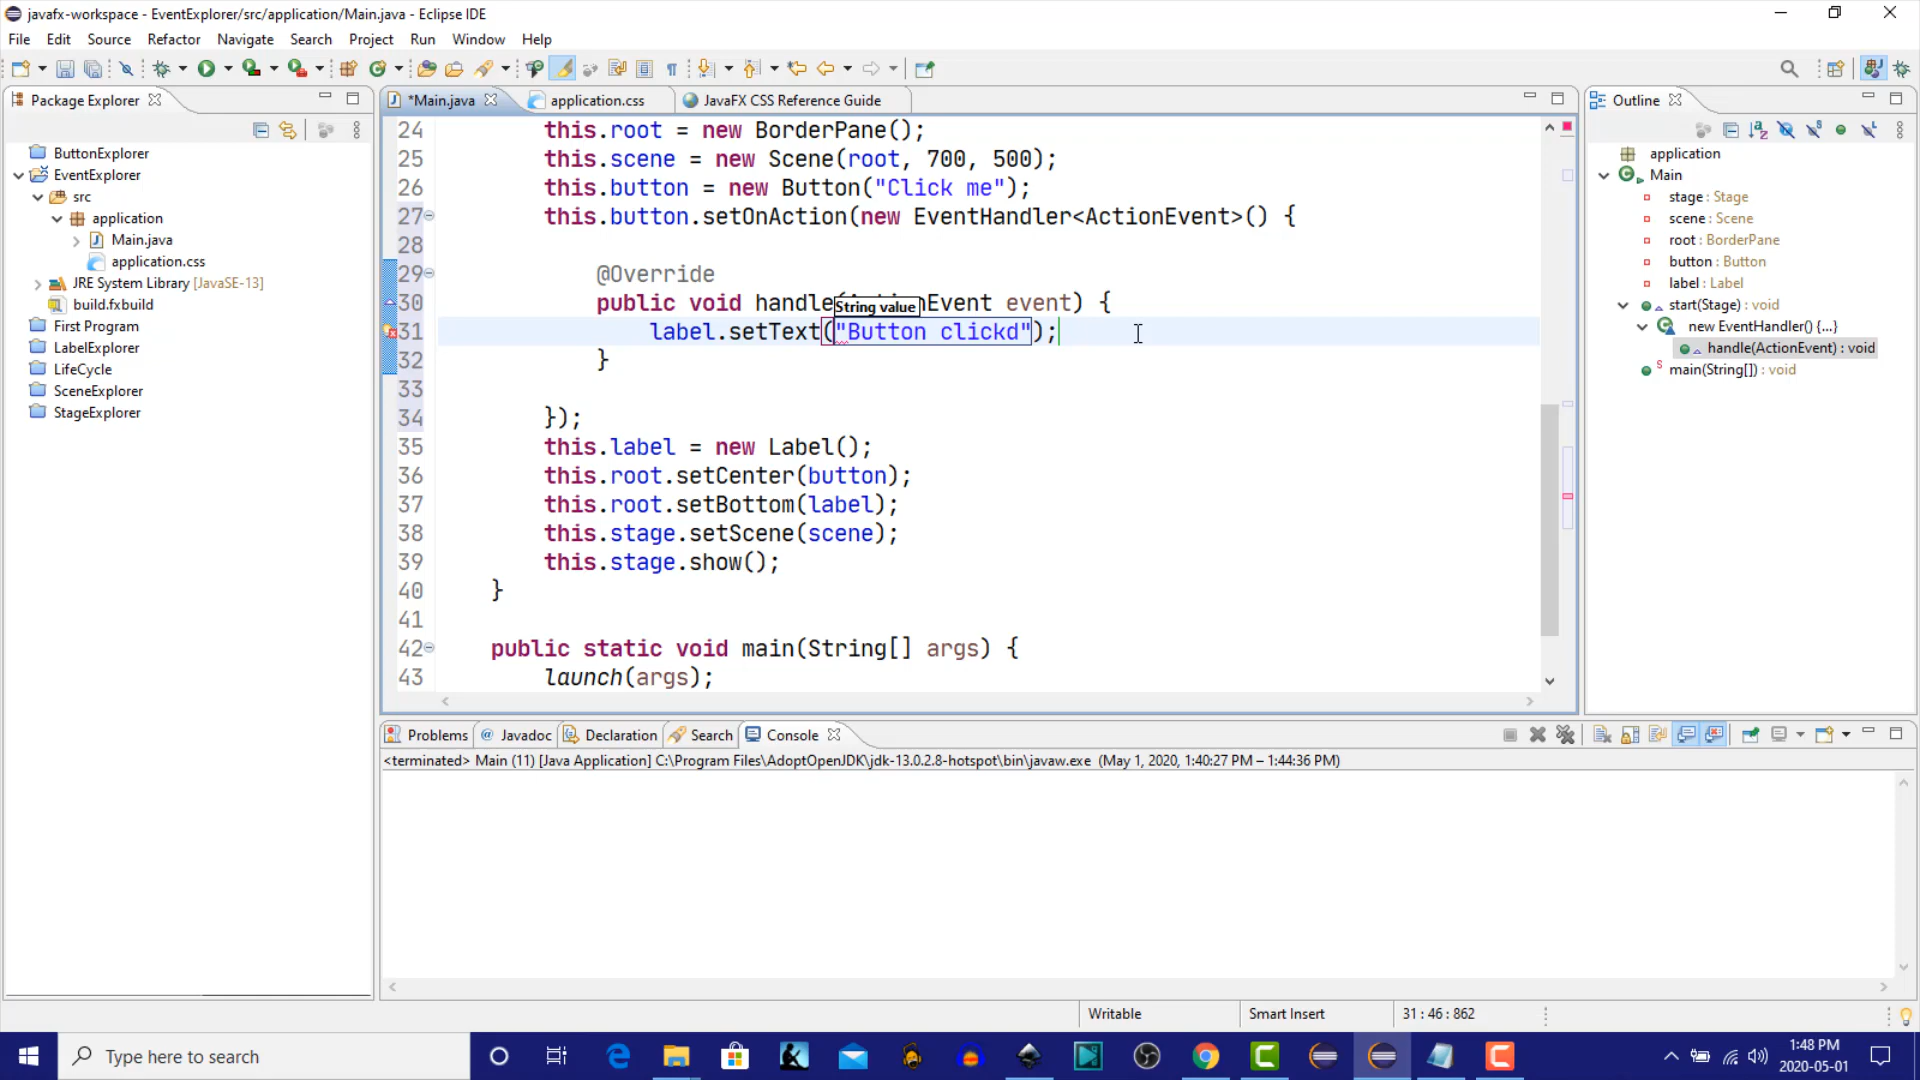 javafx-workspace - EventExplorer/src/application/Main.java - Eclipse IDE
File Edit Source Refactor Navigate Search Project Run Window Help
Package Explorer
ButtonExplorer
EventExplorer
src
application
Main.java
application.css
JRE System Library [JavaSE-13]
build.fxbuild
First Program
LabelExplorer
LifeCycle
SceneExplorer
StageExplorer
*Main.java application.css JavaFX CSS Reference Guide
24 this.root = new BorderPane();
25 this.scene = new Scene(root, 700, 500);
26 this.button = new Button("Click me");
27 this.button.setOnAction(new EventHandler<ActionEvent>() {
28
29 @Override
30 public void handle( Event event) {
String value
31 label.setText("Button clickd");
32 }
33
34 });
35 this.label = new Label();
36 this.root.setCenter(button);
37 this.root.setBottom(label);
38 this.stage.setScene(scene);
39 this.stage.show();
40 }
41
42 public static void main(String[] args) {
43 launch(args);
Outline
application
Main
stage : Stage
scene : Scene
root : BorderPane
button : Button
label : Label
start(Stage) : void
new EventHandler() {...}
handle(ActionEvent) : void
main(String[]) : void
Problems Javadoc Declaration Search Console
<terminated> Main (11) [Java Application] C:\Program Files\AdoptOpenJDK\jdk-13.0.2.8-hotspot\bin\javaw.exe (May 1, 2020, 1:40:27 PM – 1:44:36 PM)
Writable Smart Insert 31 : 46 : 862
Type here to search
1:48 PM
2020-05-01